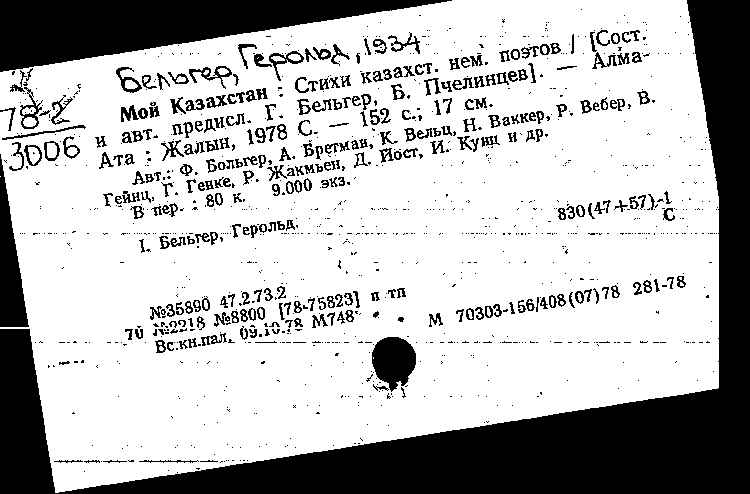 Бельгер, Герольд, 1934
78-2
3006
Мой Казахстан : Стихи казахст. нем. поэтов / [Сост.
и авт. предисл. Г. Бельгер, Б. Пчелинцев]. — Алма-
Ата : Жалын, 1978 С. — 152 с.; 17 см.
Авт.: Ф. Больгер, А. Бретман, К. Вельц, Н. Ваккер, Р. Вебер, В.
Гейнц, Г. Генке, Р. Жакмьен, Д. Йост, И. Кунц и др.
В пер. : 80 к. 9.000 экз.
I. Бельгер, Герольд.
830(47+57)-1
С
№35890 47.2.73.2
70 №2218 №8800 [78-75823] п тп
Вс.кн.пал. 09.10.78 М748
М 70303-156/408(07)78 281-78